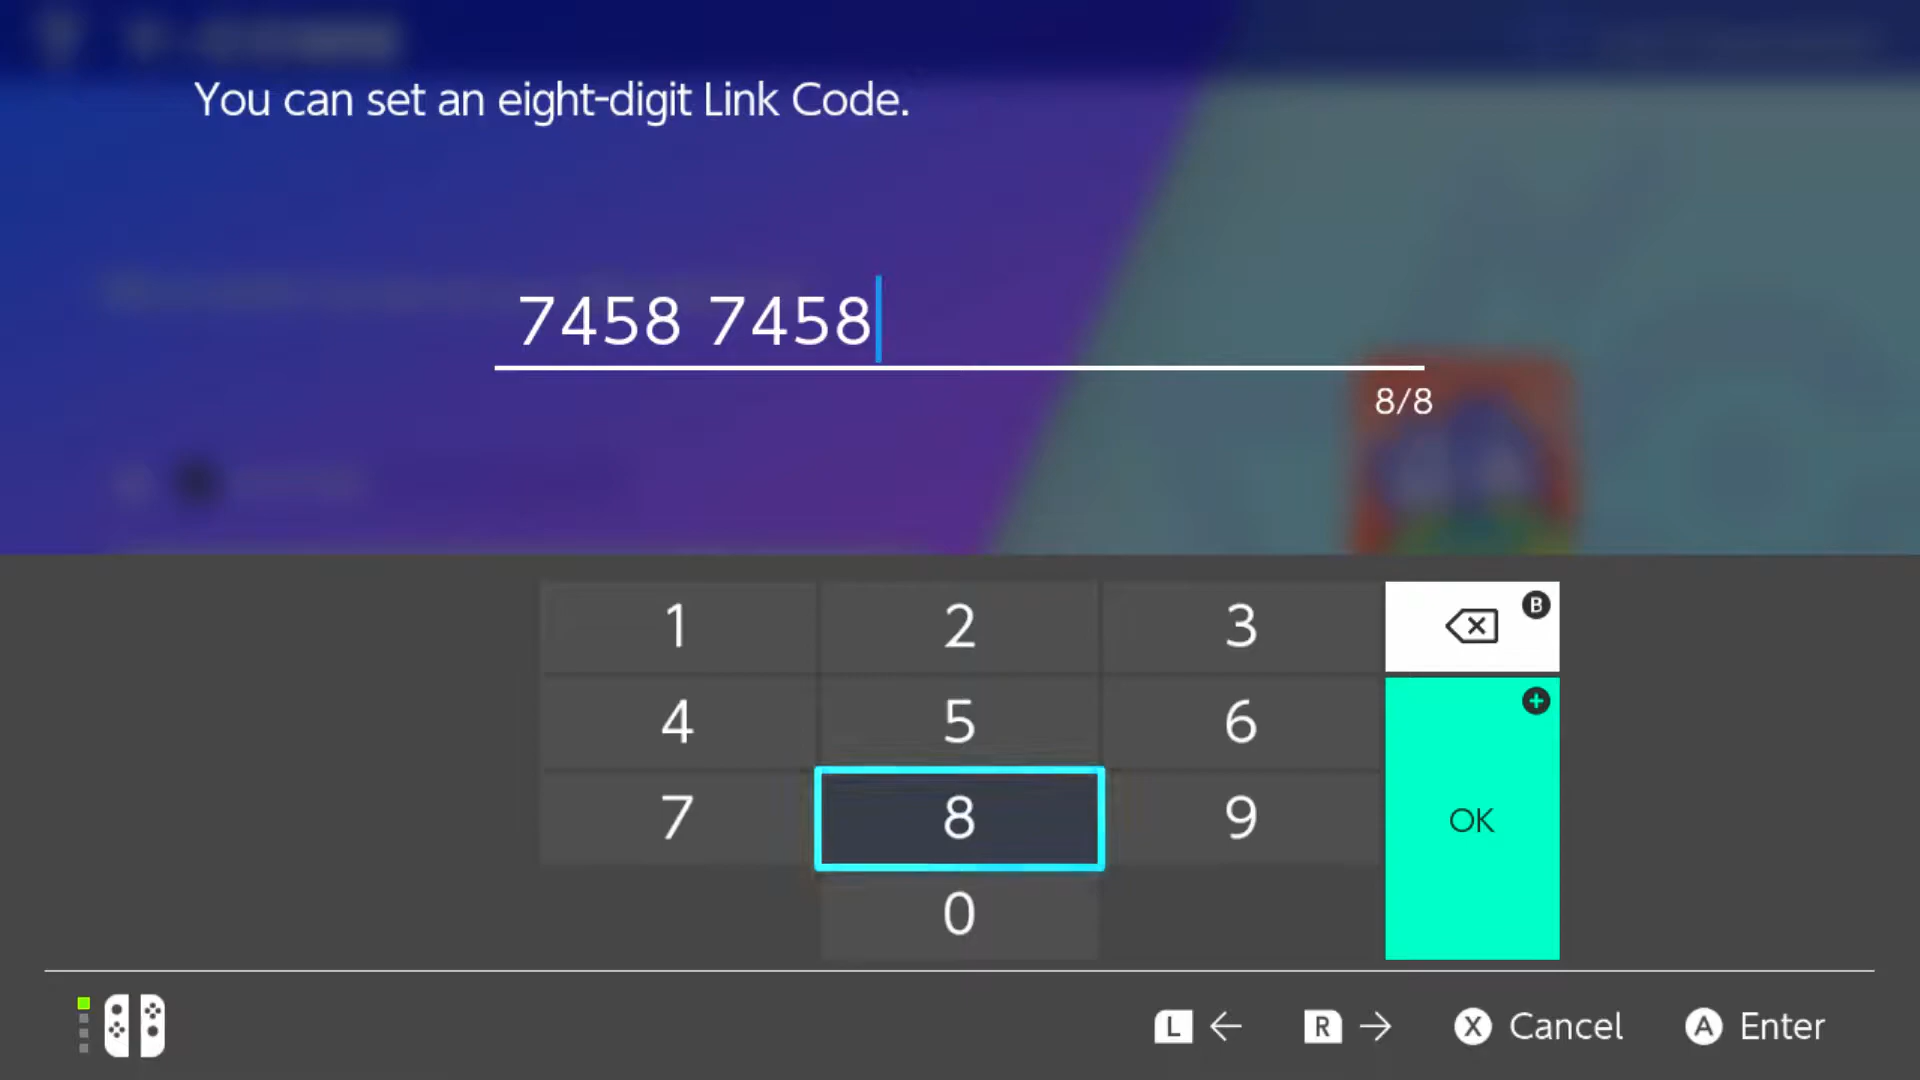 You can set an eight-digit Link Code.
7458 7458
8/8
1 2 3 B
4 5 6 +
7 8 9 OK
0
L ← R → X Cancel A Enter